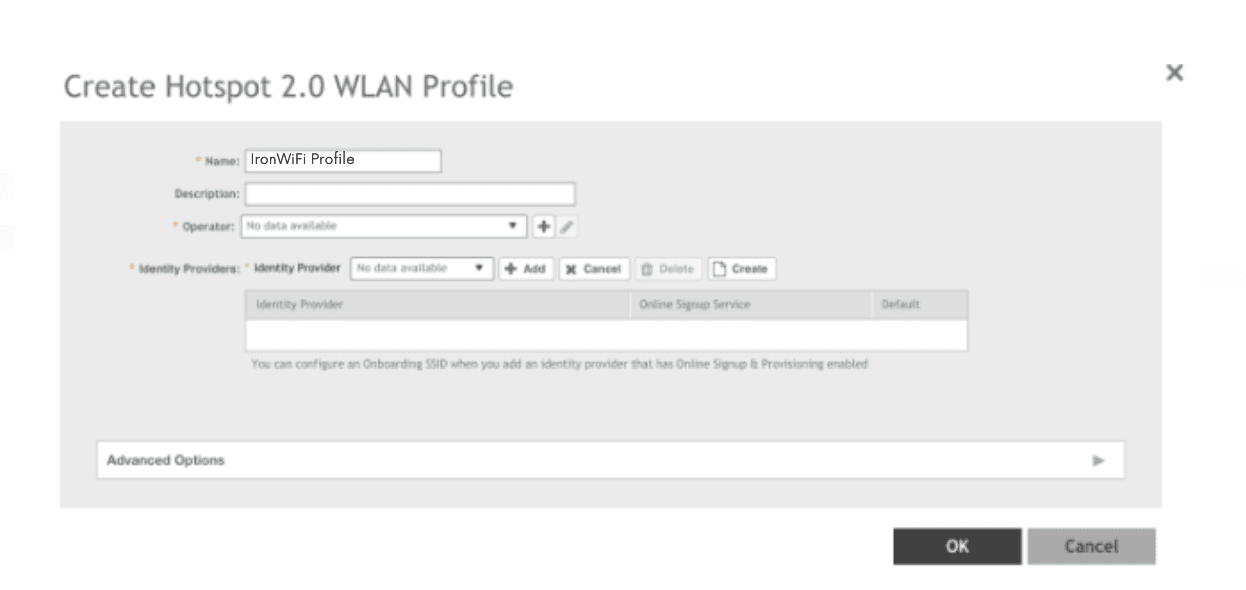 Create Hotspot 2.0 WLAN Profile
* Name: IronWiFi Profile
Description:
* Operator: No data available
* Identity Providers: * Identity Provider No data available Add Cancel Delete Create
Identity Provider Online Signup Service Default
You can configure an Onboarding SSID when you add an identity provider that has Online Signup & Provisioning enabled
Advanced Options
OK Cancel